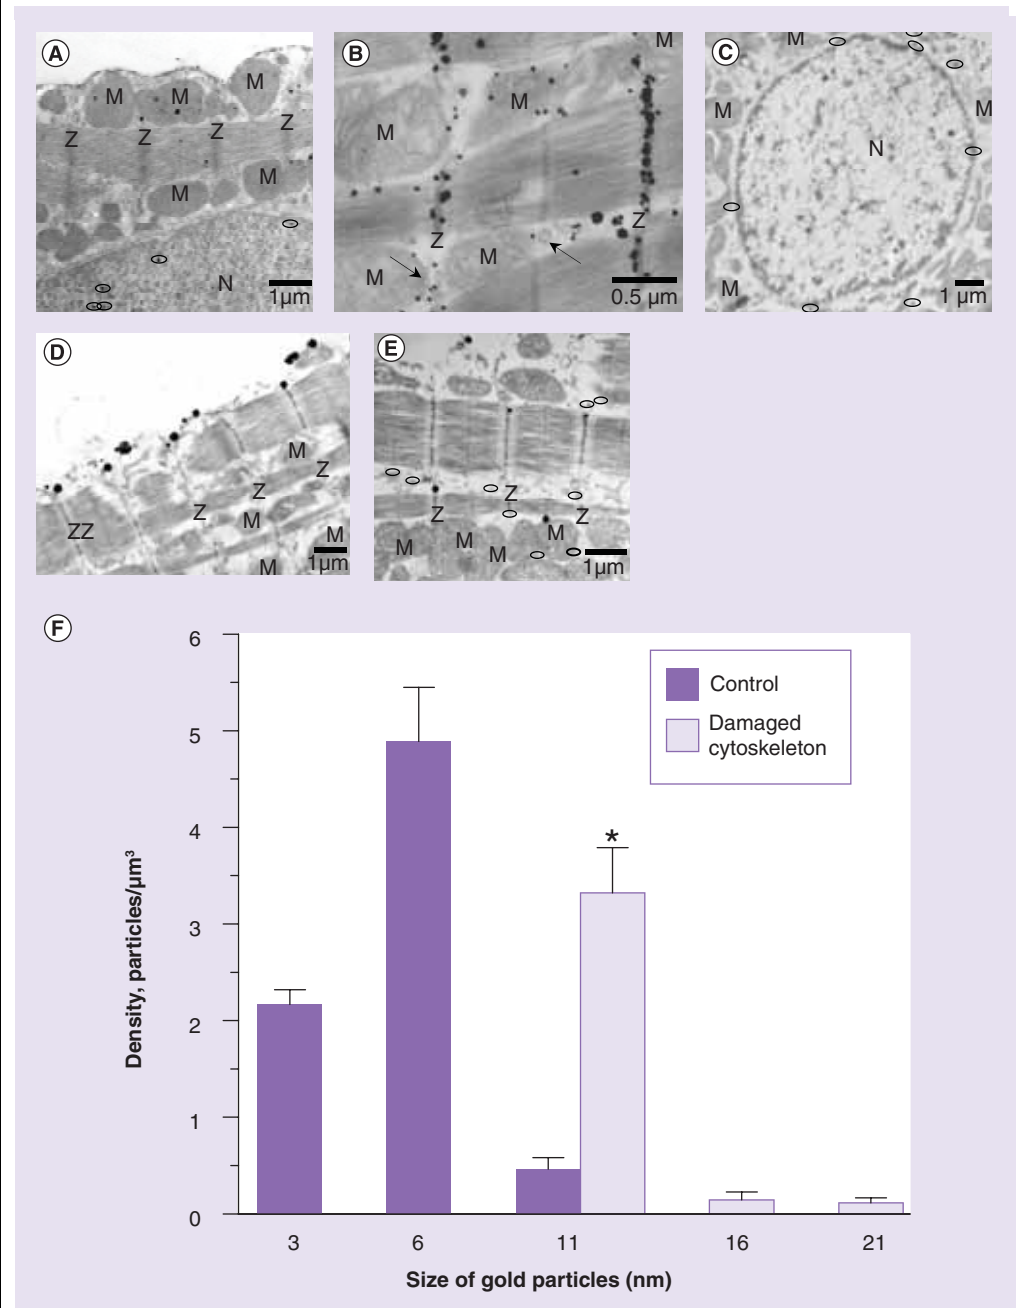 A
M
M
M
Z
Z
Z
Z
M
M
N
1µm
B
M
M
M
Z
Z
M
M
0.5 µm
C
M
M
M
N
M
1 µm
D
M
Z
Z
Z
ZZ
M
M
M
1µm
E
Z
Z
Z
M
M
M
M
1µm
F
6
5
4
3
2
1
0
Density, particles/µm³
Control
Damaged
cytoskeleton
*
3 6 11 16 21
Size of gold particles (nm)